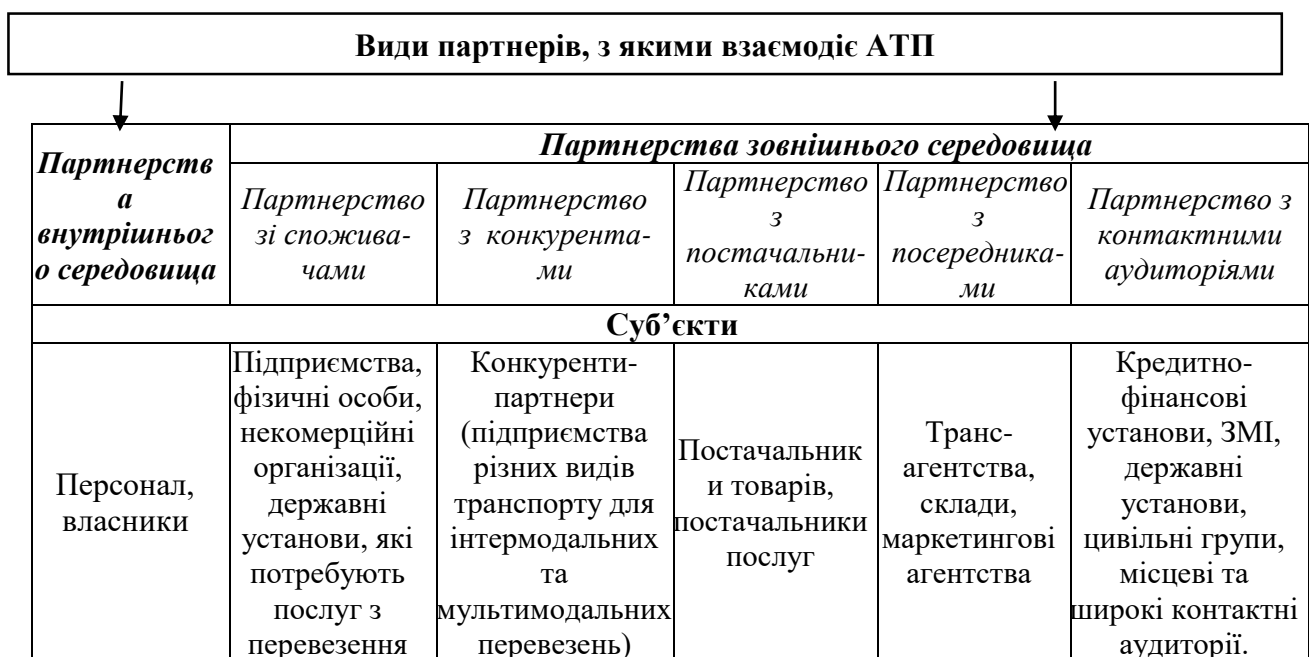 Види партнерів, з якими взаємодіє АТП
Партнерств
а
внутрішньог
о середовища
Партнерства зовнішнього середовища
Партнерство
зі спожива-
чами
Партнерство
з конкурента-
ми
Партнерство
з
постачальни-
ками
Партнерство
з
посередника-
ми
Партнерство з
контактними
аудиторіями
Суб’єкти
Персонал,
власники
Підприємства,
фізичні особи,
некомерційні
організації,
державні
установи, які
потребують
послуг з
перевезення
Конкуренти-
партнери
(підприємства
різних видів
транспорту для
інтермодальних
та
мультимодальних
перевезень)
Постачальник
и товарів,
постачальники
послуг
Транс-
агентства,
склади,
маркетингові
агентства
Кредитно-
фінансові
установи, ЗМІ,
державні
установи,
цивільні групи,
місцеві та
широкі контактні
аудиторії.